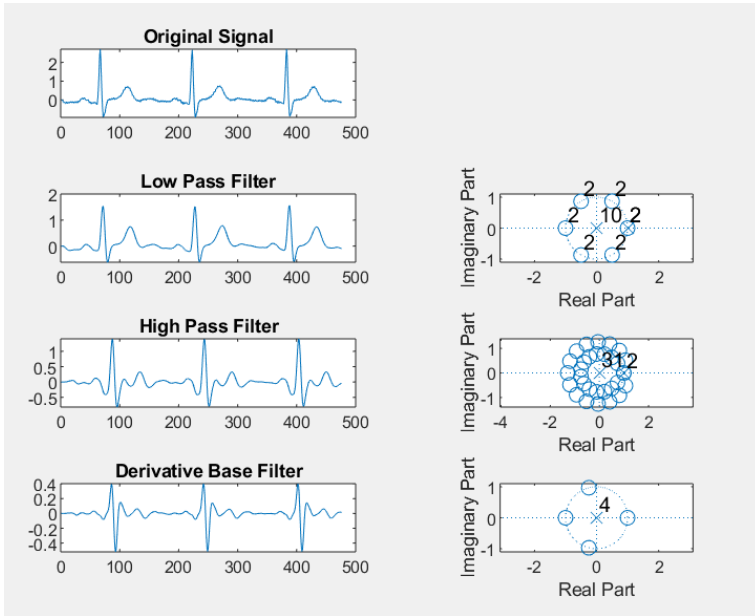 Original Signal
2
1
0
0 100 200 300 400 500
Low Pass Filter
2
1
0
0 100 200 300 400 500
Imaginary Part
1
0
-1
2 2
2 10 2 2
2 2
-2 0 2
Real Part
High Pass Filter
1
0.5
0
-0.5
0 100 200 300 400 500
Imaginary Part
1
0
-1
31 2
-4 -2 0 2
Real Part
Derivative Base Filter
0.4
0.2
0
-0.2
-0.4
0 100 200 300 400 500
Imaginary Part
1
0
-1
4
-2 0 2
Real Part